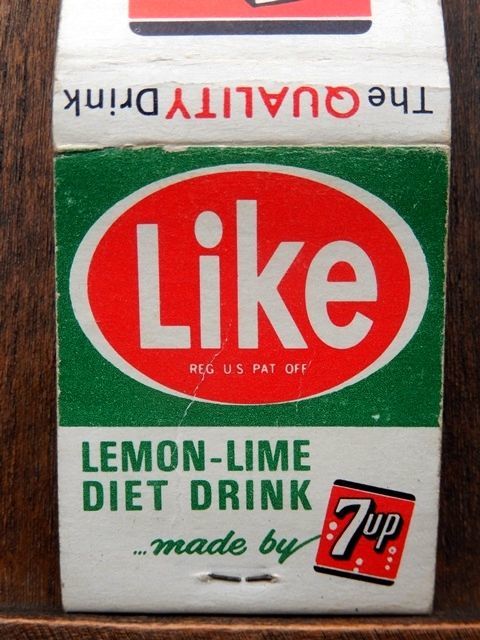 The QUALITY Drink
Like
REG U.S PAT OFF
LEMON-LIME
DIET DRINK
...made by
7up